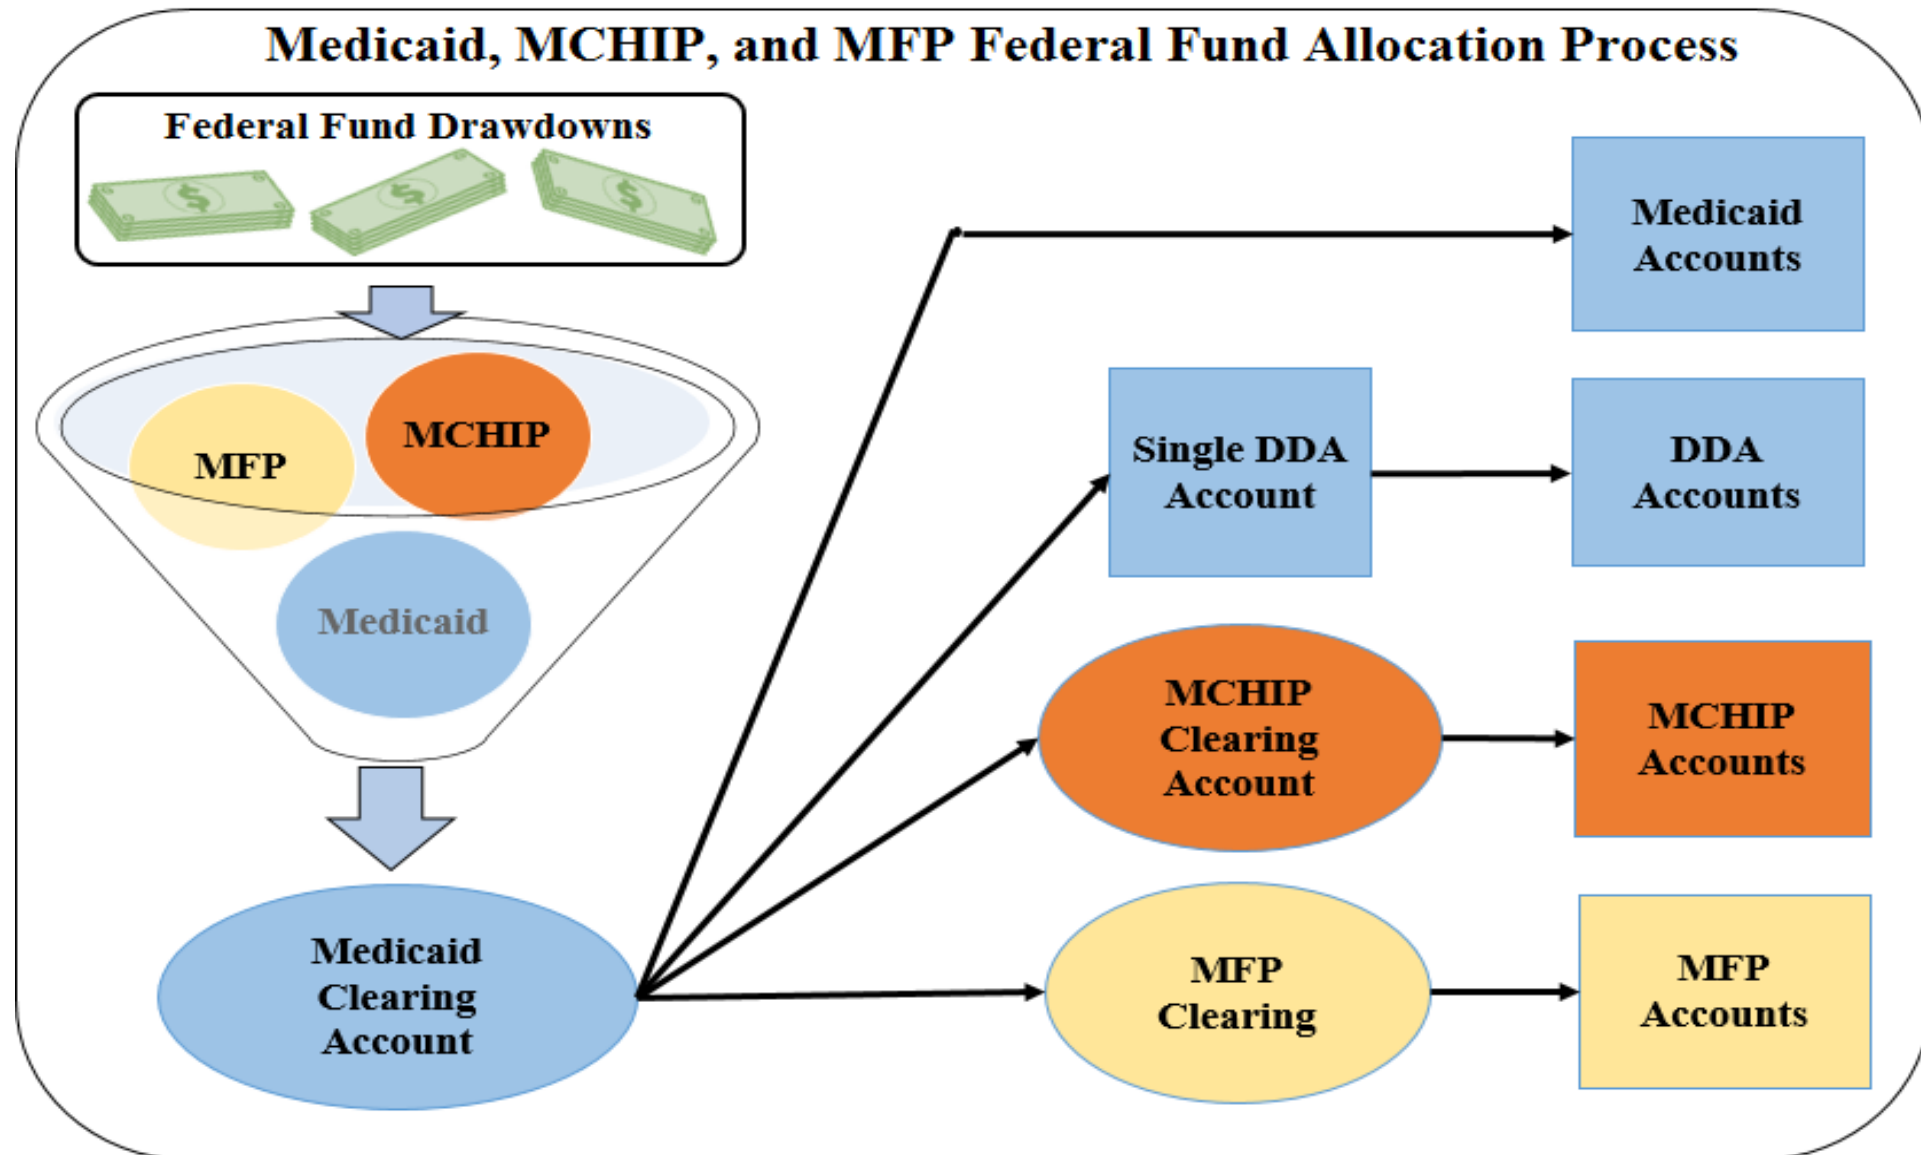 Medicaid, MCHIP, and MFP Federal Fund Allocation Process
Federal Fund Drawdowns
$
$
$
MCHIP
MFP
Medicaid
Medicaid
Clearing
Account
Medicaid
Accounts
Single DDA
Account
DDA
Accounts
MCHIP
Clearing
Account
MCHIP
Accounts
MFP
Clearing
MFP
Accounts